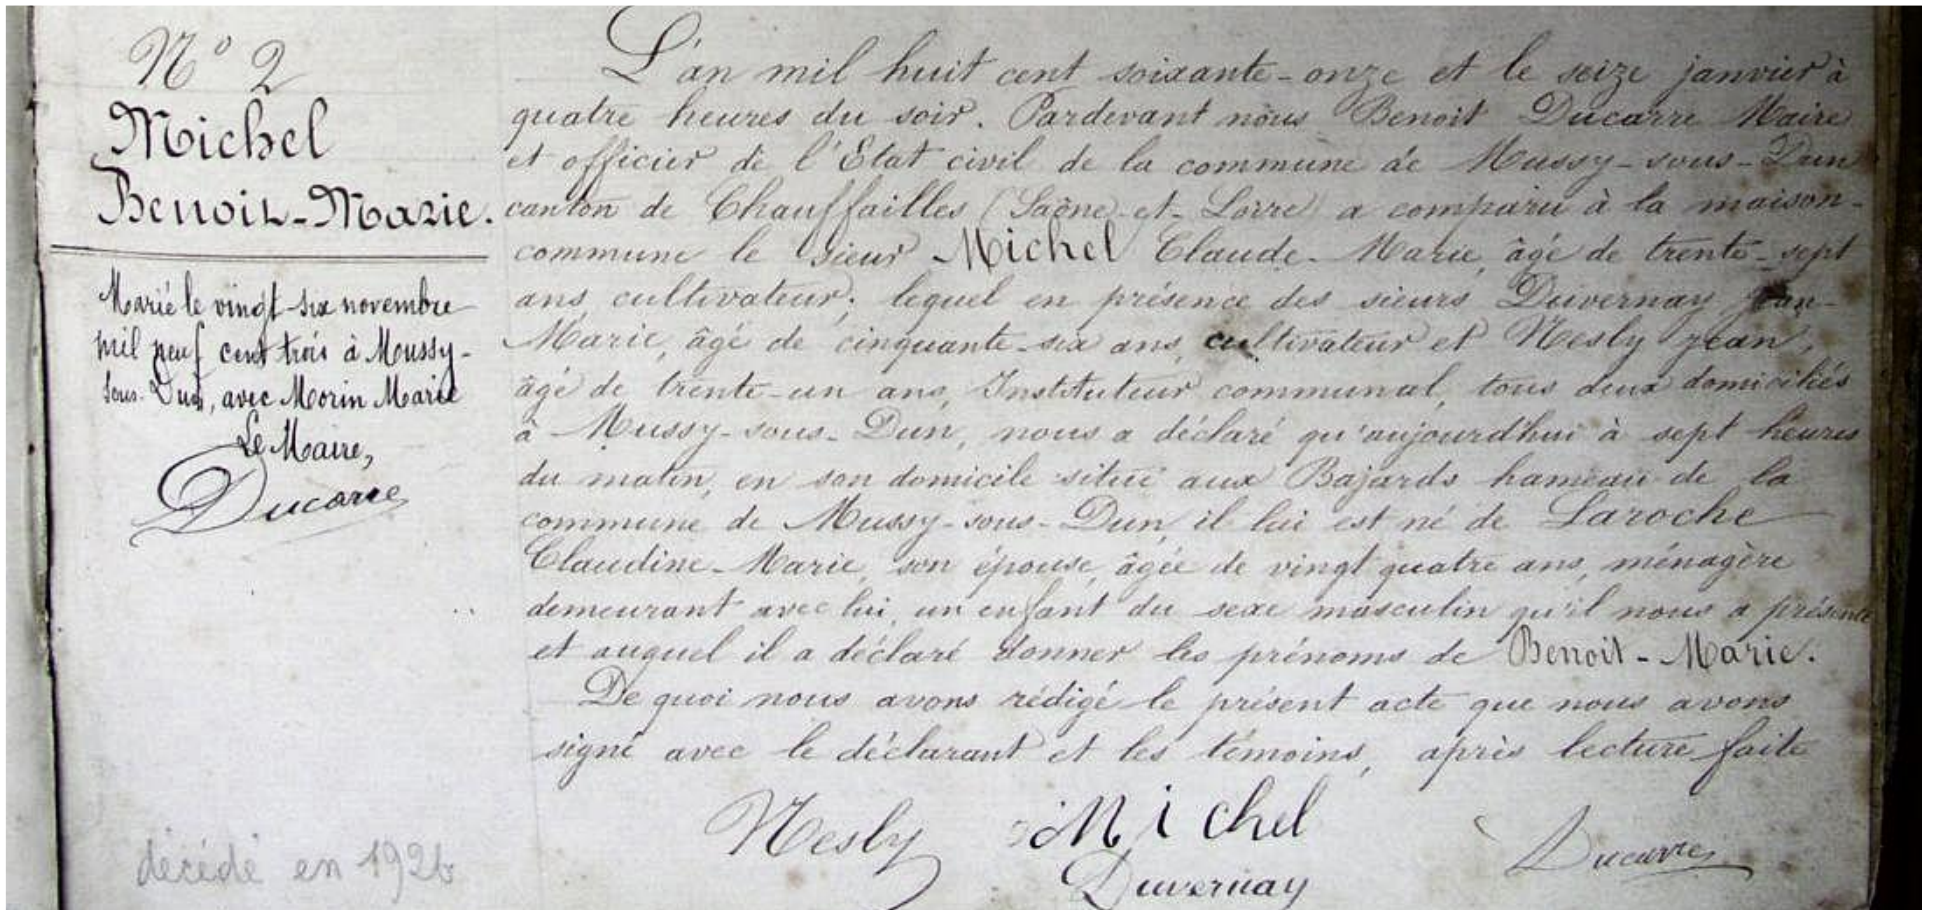 N° 2
Michel
Benoit-Marie.
Marié le vingt-six novembre
mil neuf cent trois à Mussy-
sous-Dun, avec Morin Marie
Le Maire,
Ducarre
décédé en 1926
L'an mil huit cent soixante-onze et le seize janvier à
quatre heures du soir. Pardevant nous Benoit Ducarre Maire
et officier de l'Etat civil de la commune de Mussy-sous-Dun
canton de Chauffailles (Saône-et-Loire) a comparu à la maison-
commune le sieur Michel Claude-Marie, âgé de trente-sept
ans cultivateur; lequel en présence des sieurs Duvernay Jean-
Marie, âgé de cinquante-six ans, cultivateur et Nesly Jean,
âgé de trente-un ans, Instituteur communal, tous deux domiciliés
à Mussy-sous-Dun, nous a déclaré qu'aujourd'hui à sept heures
du matin, en son domicile situé aux Bajards hameau de la
commune de Mussy-sous-Dun, il lui est né de Laroche
Claudine-Marie, son épouse, âgée de vingt quatre ans, ménagère
demeurant avec lui, un enfant du sexe masculin qu'il nous a présenté
et auquel il a déclaré donner les prénoms de Benoit-Marie.
De quoi nous avons rédigé le présent acte que nous avons
signé avec le déclarant et les témoins, après lecture faite
Nesly Michel Ducarre
Duvernay